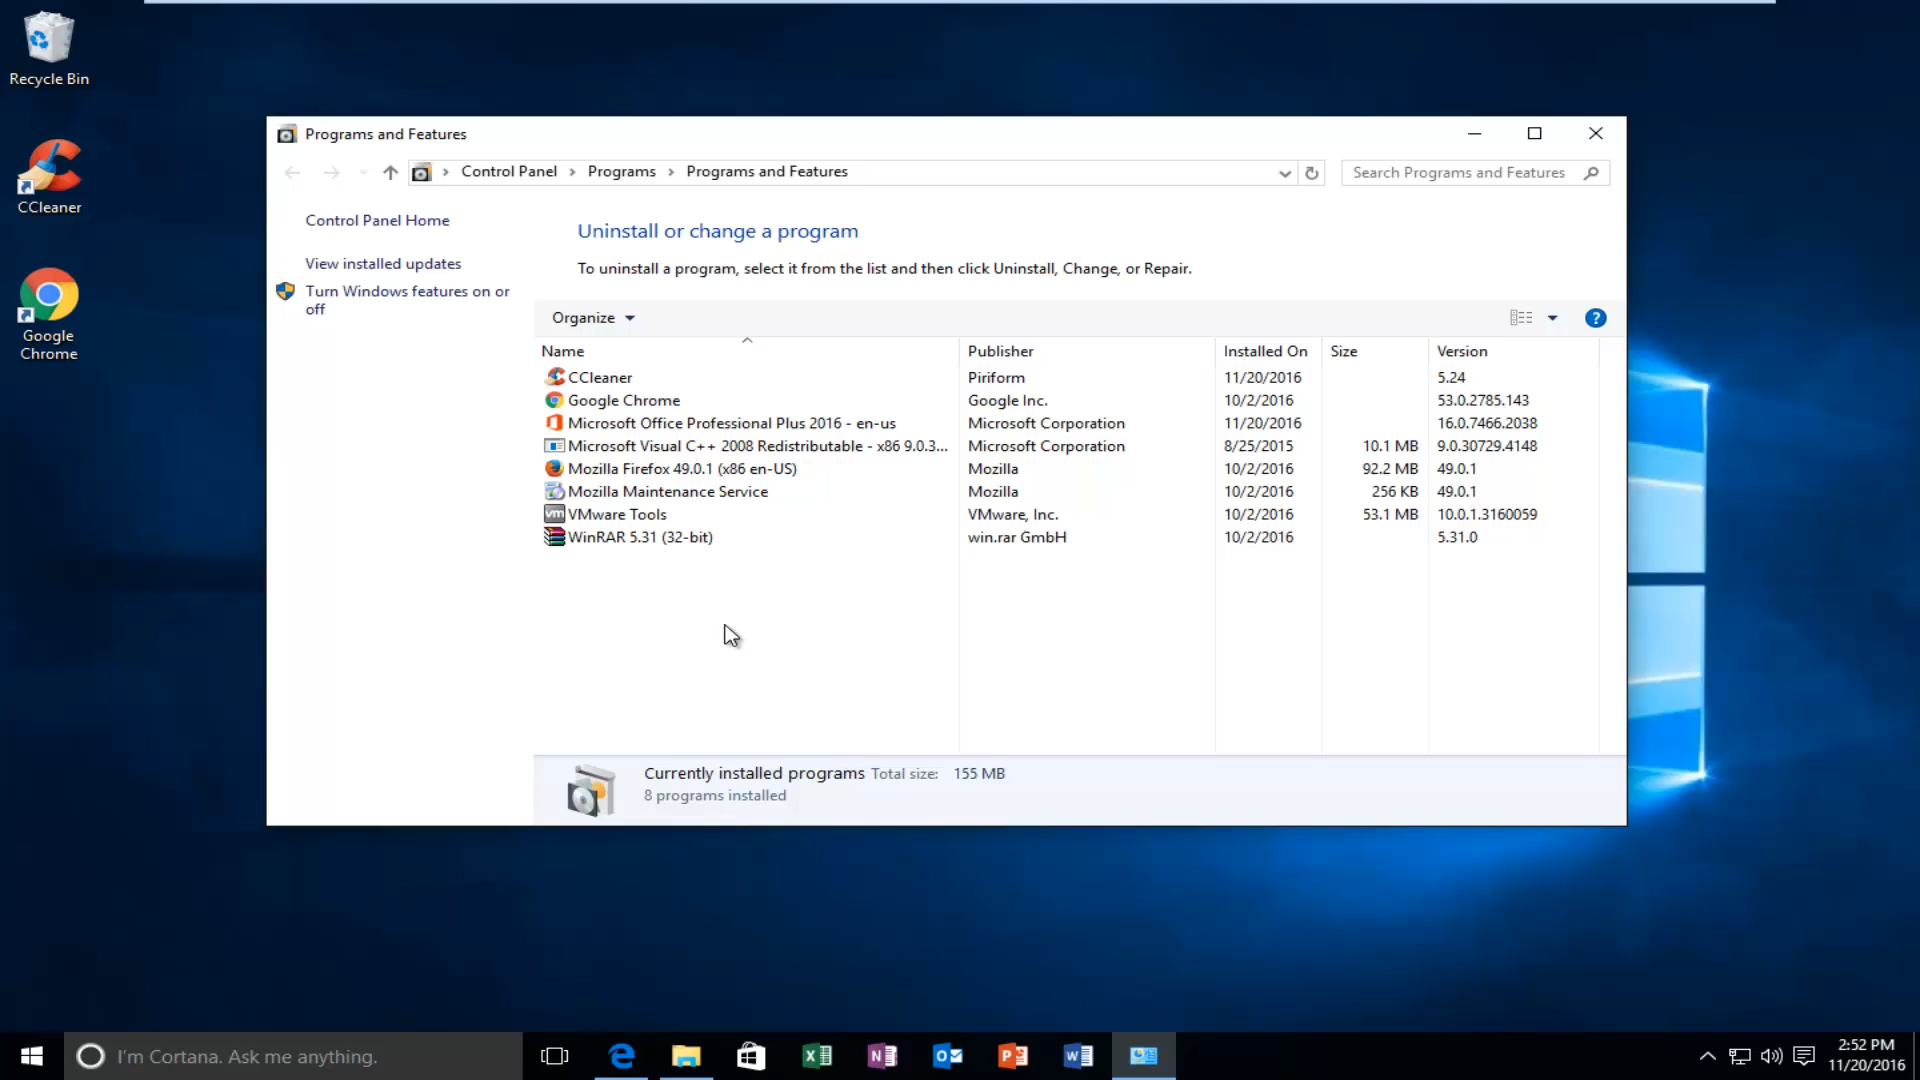 Recycle Bin
CCleaner
Google
Chrome
Programs and Features
Control Panel
Programs
Programs and Features
Search Programs and Features
Control Panel Home
View installed updates
Turn Windows features on or
off
Uninstall or change a program
To uninstall a program, select it from the list and then click Uninstall, Change, or Repair.
Organize
?
Name Publisher Installed On Size Version
CCleaner Piriform 11/20/2016 5.24
Google Chrome Google Inc. 10/2/2016 53.0.2785.143
Microsoft Office Professional Plus 2016 - en-us Microsoft Corporation 11/20/2016 16.0.7466.2038
Microsoft Visual C++ 2008 Redistributable - x86 9.0.3... Microsoft Corporation 8/25/2015 10.1 MB 9.0.30729.4148
Mozilla Firefox 49.0.1 (x86 en-US) Mozilla 10/2/2016 92.2 MB 49.0.1
Mozilla Maintenance Service Mozilla 10/2/2016 256 KB 49.0.1
vm VMware Tools VMware, Inc. 10/2/2016 53.1 MB 10.0.1.3160059
WinRAR 5.31 (32-bit) win.rar GmbH 10/2/2016 5.31.0
Currently installed programs Total size: 155 MB
8 programs installed
I'm Cortana. Ask me anything.
2:52 PM
11/20/2016